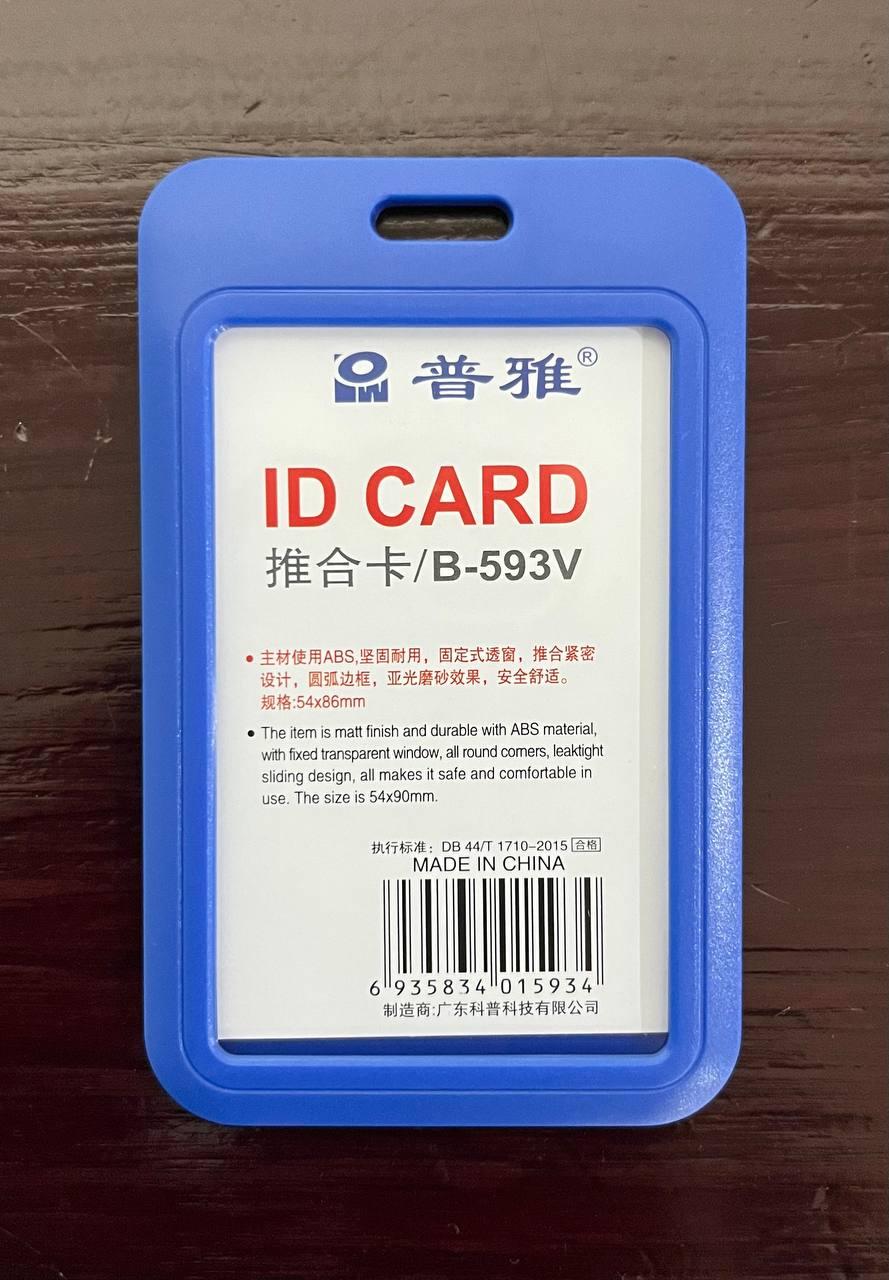 普雅®
ID CARD
推合卡/B-593V
• 主材使用ABS,坚固耐用，固定式透窗，推合紧密
设计，圆弧边框，亚光磨砂效果，安全舒适。
规格:54x86mm
• The item is matt finish and durable with ABS material,
with fixed transparent window, all round corners, leaktight
sliding design, all makes it safe and comfortable in
use. The size is 54x90mm.
执行标准：DB 44/T 1710-2015 合格
MADE IN CHINA
6 935834 015934
制造商:广东科普科技有限公司